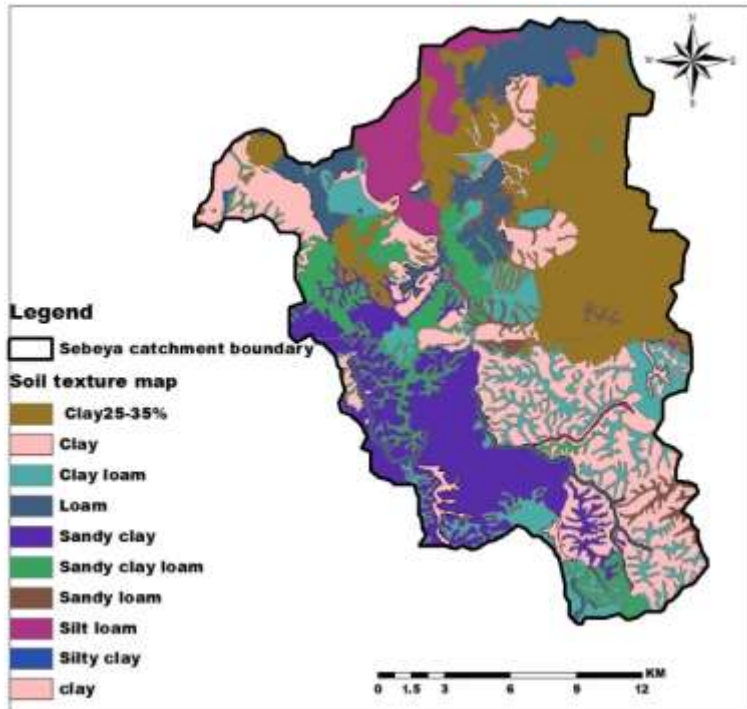 N
W E
S
Legend
Sebeya catchment boundary
Soil texture map
Clay25-35%
Clay
Clay loam
Loam
Sandy clay
Sandy clay loam
Sandy loam
Silt loam
Silty clay
clay
KM
0 1.5 3 6 9 12